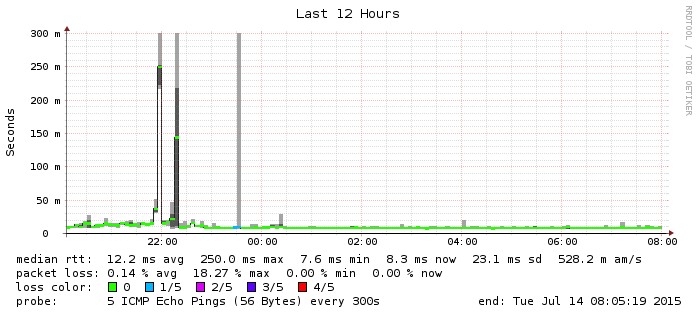 Last 12 Hours
RRDTOOL / TOBI OETIKER
Seconds
300 m
250 m
200 m
150 m
100 m
50 m
0
22:00 00:00 02:00 04:00 06:00 08:00
median rtt: 12.2 ms avg 250.0 ms max 7.6 ms min 8.3 ms now 23.1 ms sd 528.2 m am/s
packet loss: 0.14 % avg 18.27 % max 0.00 % min 0.00 % now
loss color: 0 1/5 2/5 3/5 4/5
probe: 5 ICMP Echo Pings (56 Bytes) every 300s end: Tue Jul 14 08:05:19 2015